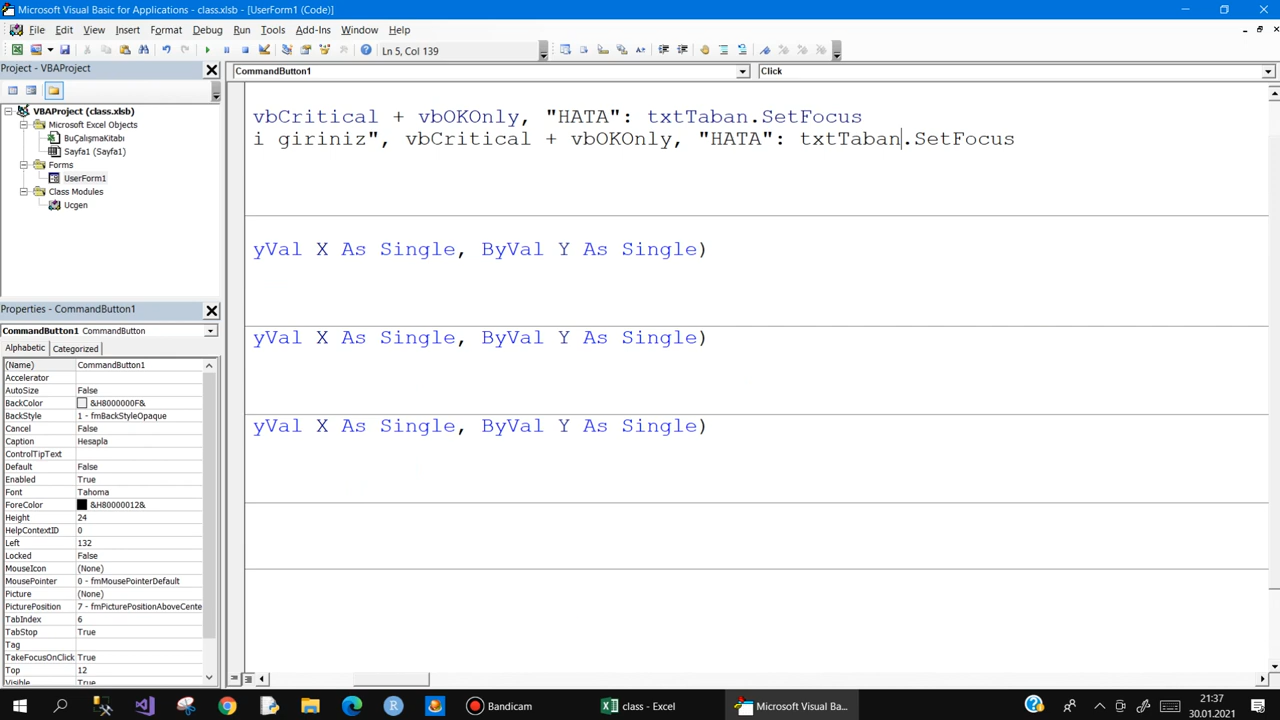 Microsoft Visual Basic for Applications - class.xlsb - [UserForm1 (Code)]
File Edit View Insert Format Debug Run Tools Add-Ins Window Help
Ln 5, Col 139
Project - VBAProject
CommandButton1
Click
VBAProject (class.xlsb)
Microsoft Excel Objects
BuÇalışmaKitabı
Sayfa1 (Sayfa1)
Forms
UserForm1
Class Modules
Ucgen
vbCritical + vbOKOnly, "HATA": txtTaban.SetFocus
i giriniz", vbCritical + vbOKOnly, "HATA": txtTaban.SetFocus
yVal X As Single, ByVal Y As Single)
yVal X As Single, ByVal Y As Single)
yVal X As Single, ByVal Y As Single)
Properties - CommandButton1
CommandButton1 CommandButton
Alphabetic Categorized
(Name) CommandButton1
Accelerator
AutoSize False
BackColor &H8000000F&
BackStyle 1 - fmBackStyleOpaque
Cancel False
Caption Hesapla
ControlTipText
Default False
Enabled True
Font Tahoma
ForeColor &H80000012&
Height 24
HelpContextID 0
Left 132
Locked False
MouseIcon (None)
MousePointer 0 - fmMousePointerDefault
Picture (None)
PicturePosition 7 - fmPicturePositionAboveCente
TabIndex 6
TabStop True
Tag
TakeFocusOnClick True
Top 12
Visible True
Bandicam
class - Excel
Microsoft Visual Ba...
21:37
30.01.2021